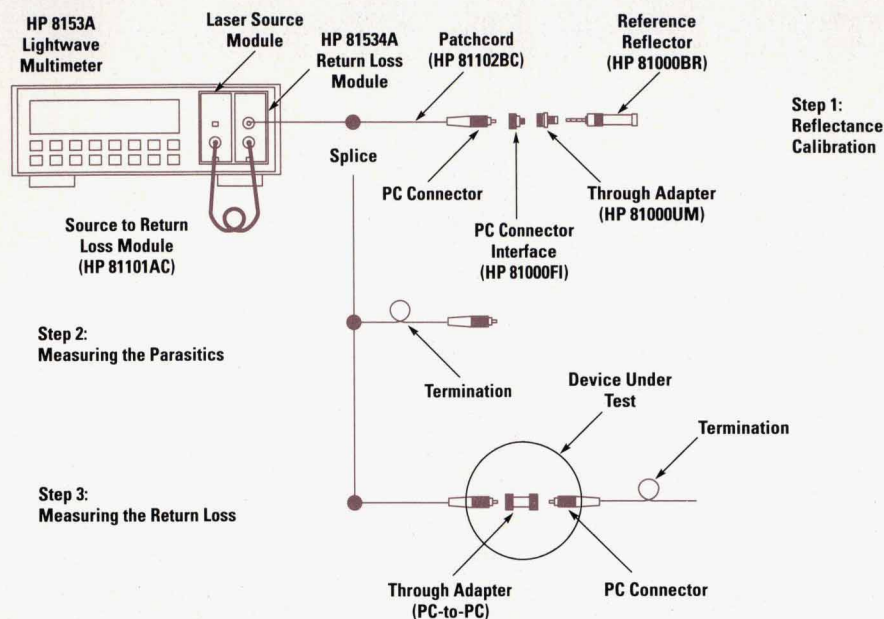 HP 8153A
Lightwave
Multimeter
Laser Source
Module
HP 81534A
Return Loss
Module
Patchcord
(HP 81102BC)
Reference
Reflector
(HP 81000BR)
Step 1:
Reflectance
Calibration
Splice
PC Connector
Through Adapter
(HP 81000UM)
PC Connector
Interface
(HP 81000FI)
Source to Return
Loss Module
(HP 81101AC)
Step 2:
Measuring the Parasitics
Termination
Device Under
Test
Termination
Step 3:
Measuring the Return Loss
Through Adapter
(PC-to-PC)
PC Connector